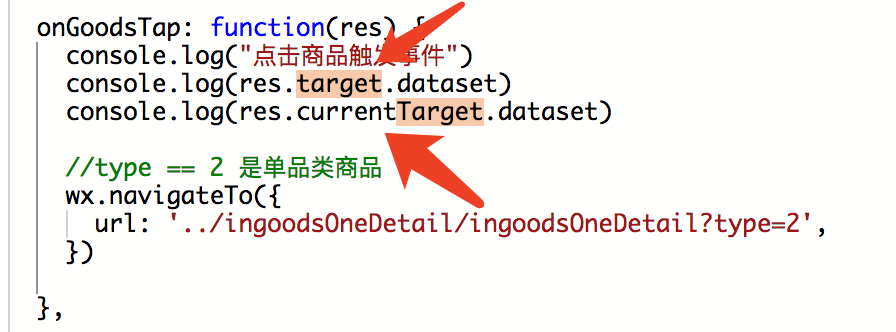 onGoodsTap: function(res) {
console.log("点击商品触发事件")
console.log(res.target.dataset)
console.log(res.currentTarget.dataset)
//type == 2 是单品类商品
wx.navigateTo({
url: '../ingoodsOneDetail/ingoodsOneDetail?type=2',
})
},